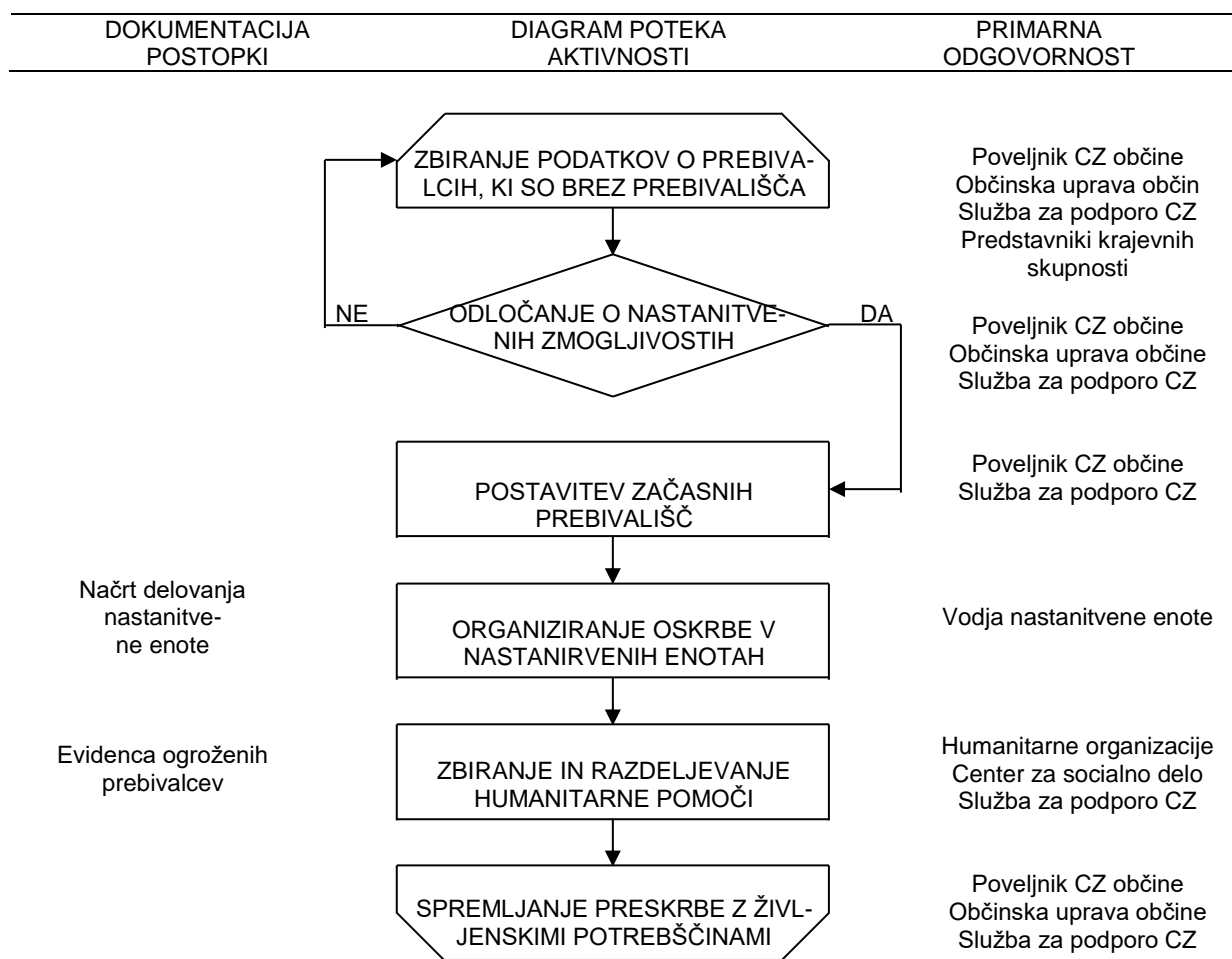 DOKUMENTACIJA
POSTOPKI
DIAGRAM POTEKA
AKTIVNOSTI
PRIMARNA
ODGOVORNOST
ZBIRANJE PODATKOV O PREBIVA-
LCIH, KI SO BREZ PREBIVALIŠČA
Poveljnik CZ občine
Občinska uprava občin
Služba za podporo CZ
Predstavniki krajevnih
skupnosti
NE
ODLOČANJE O NASTANITVE-
NIH ZMOGLJIVOSTIH
DA
Poveljnik CZ občine
Občinska uprava občine
Služba za podporo CZ
POSTAVITEV ZAČASNIH
PREBIVALIŠČ
Poveljnik CZ občine
Služba za podporo CZ
Načrt delovanja
nastanitve-
ne enote
ORGANIZIRANJE OSKRBE V
NASTANIRVENIH ENOTAH
Vodja nastanitvene enote
Evidenca ogroženih
prebivalcev
ZBIRANJE IN RAZDELJEVANJE
HUMANITARNE POMOČI
Humanitarne organizacije
Center za socialno delo
Služba za podporo CZ
SPREMLJANJE PRESKRBE Z ŽIVL-
JENSKIMI POTREBŠČINAMI
Poveljnik CZ občine
Občinska uprava občine
Služba za podporo CZ